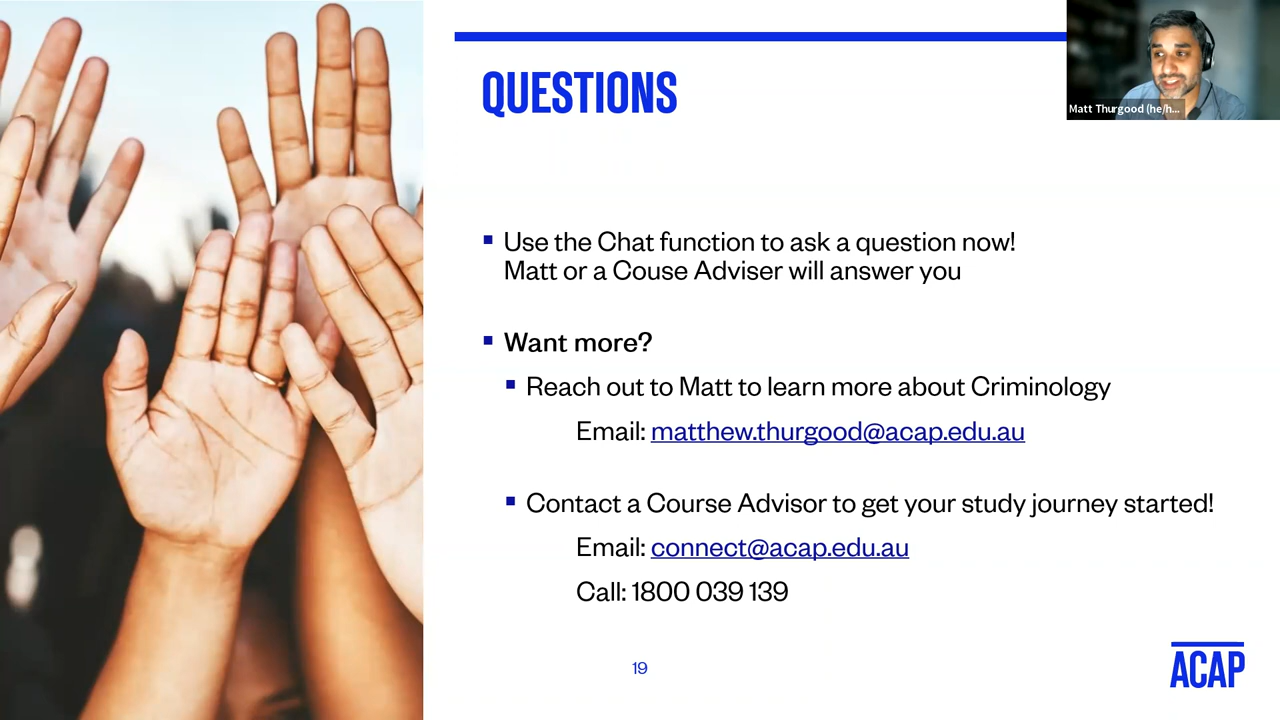 QUESTIONS
Matt Thurgood (he/h...
Use the Chat function to ask a question now!
Matt or a Couse Adviser will answer you
Want more?
Reach out to Matt to learn more about Criminology
Email: matthew.thurgood@acap.edu.au
Contact a Course Advisor to get your study journey started!
Email: connect@acap.edu.au
Call: 1800 039 139
19
ACAP